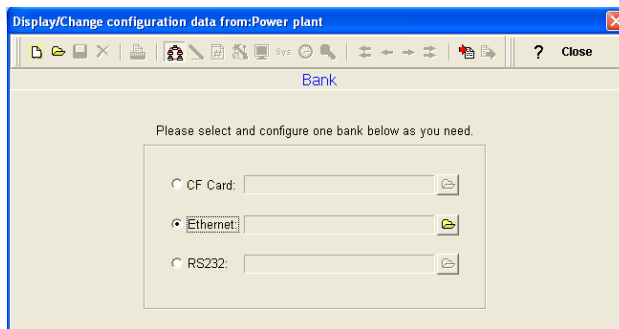 Display/Change configuration data from:Power plant
Sys ? Close
Bank
Please select and configure one bank below as you need.
CF Card:
Ethernet:
RS232: